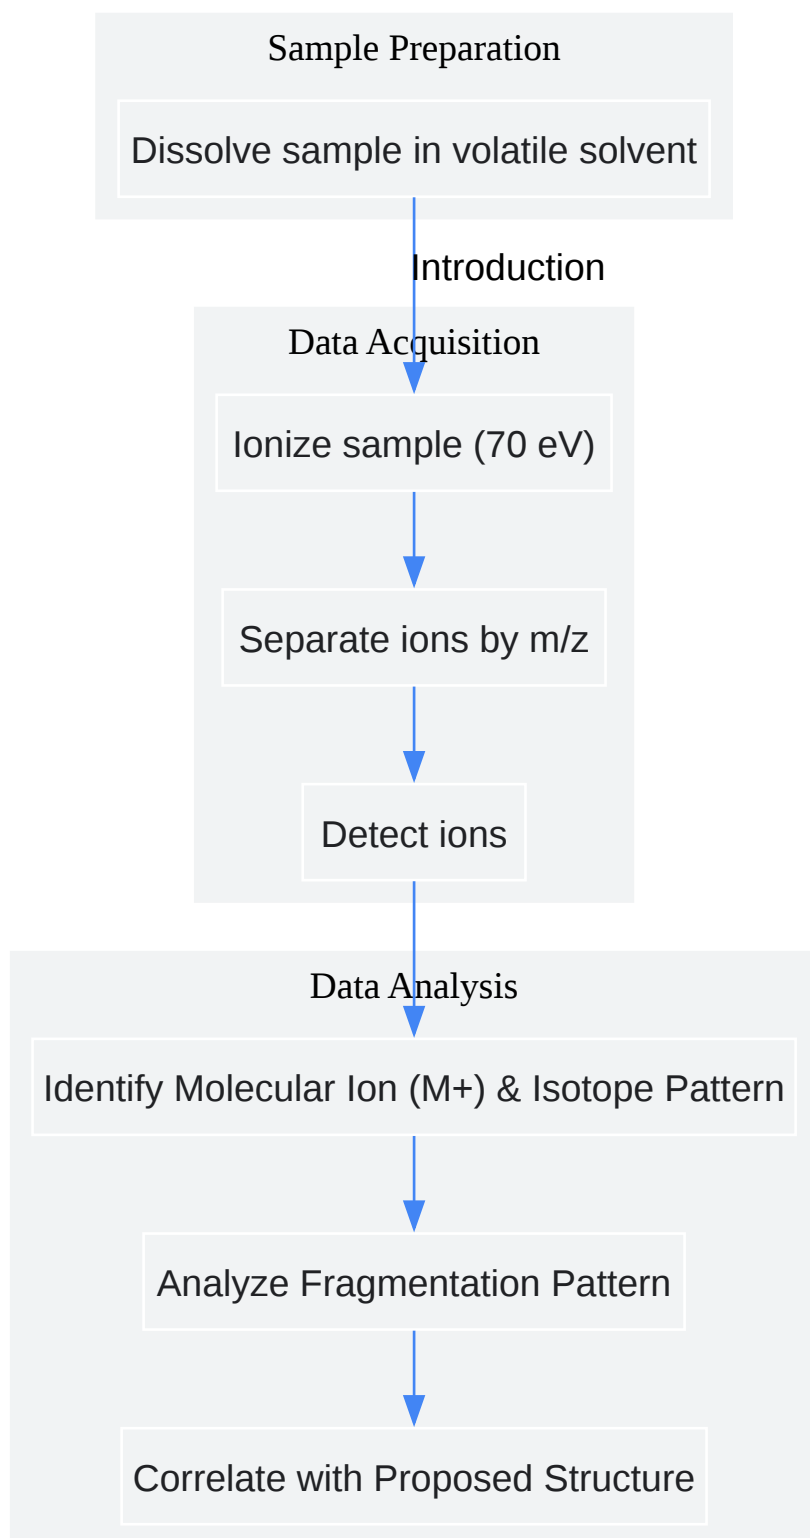 Sample Preparation
Dissolve sample in volatile solvent
Introduction
Data Acquisition
Ionize sample (70 eV)
Separate ions by m/z
Detect ions
Data Analysis
Identify Molecular Ion (M+) & Isotope Pattern
Analyze Fragmentation Pattern
Correlate with Proposed Structure